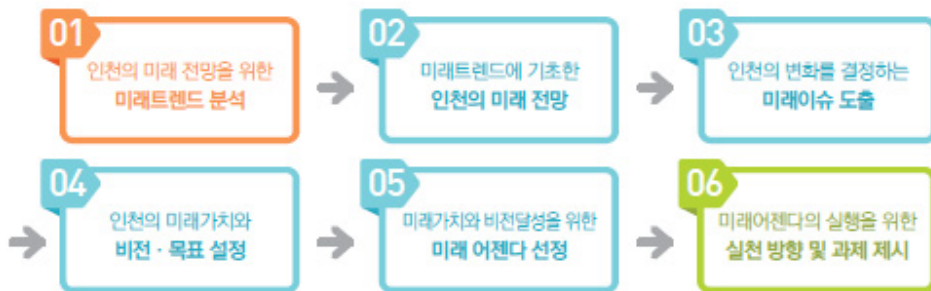 01
인천의 미래 전망을 위한
미래트렌드 분석
02
미래트렌드에 기초한
인천의 미래 전망
03
인천의 변화를 결정하는
미래이슈 도출
04
인천의 미래가치와
비전 · 목표 설정
05
미래가치와 비전달성을 위한
미래 어젠다 선정
06
미래어젠다의 실행을 위한
실천 방향 및 과제 제시